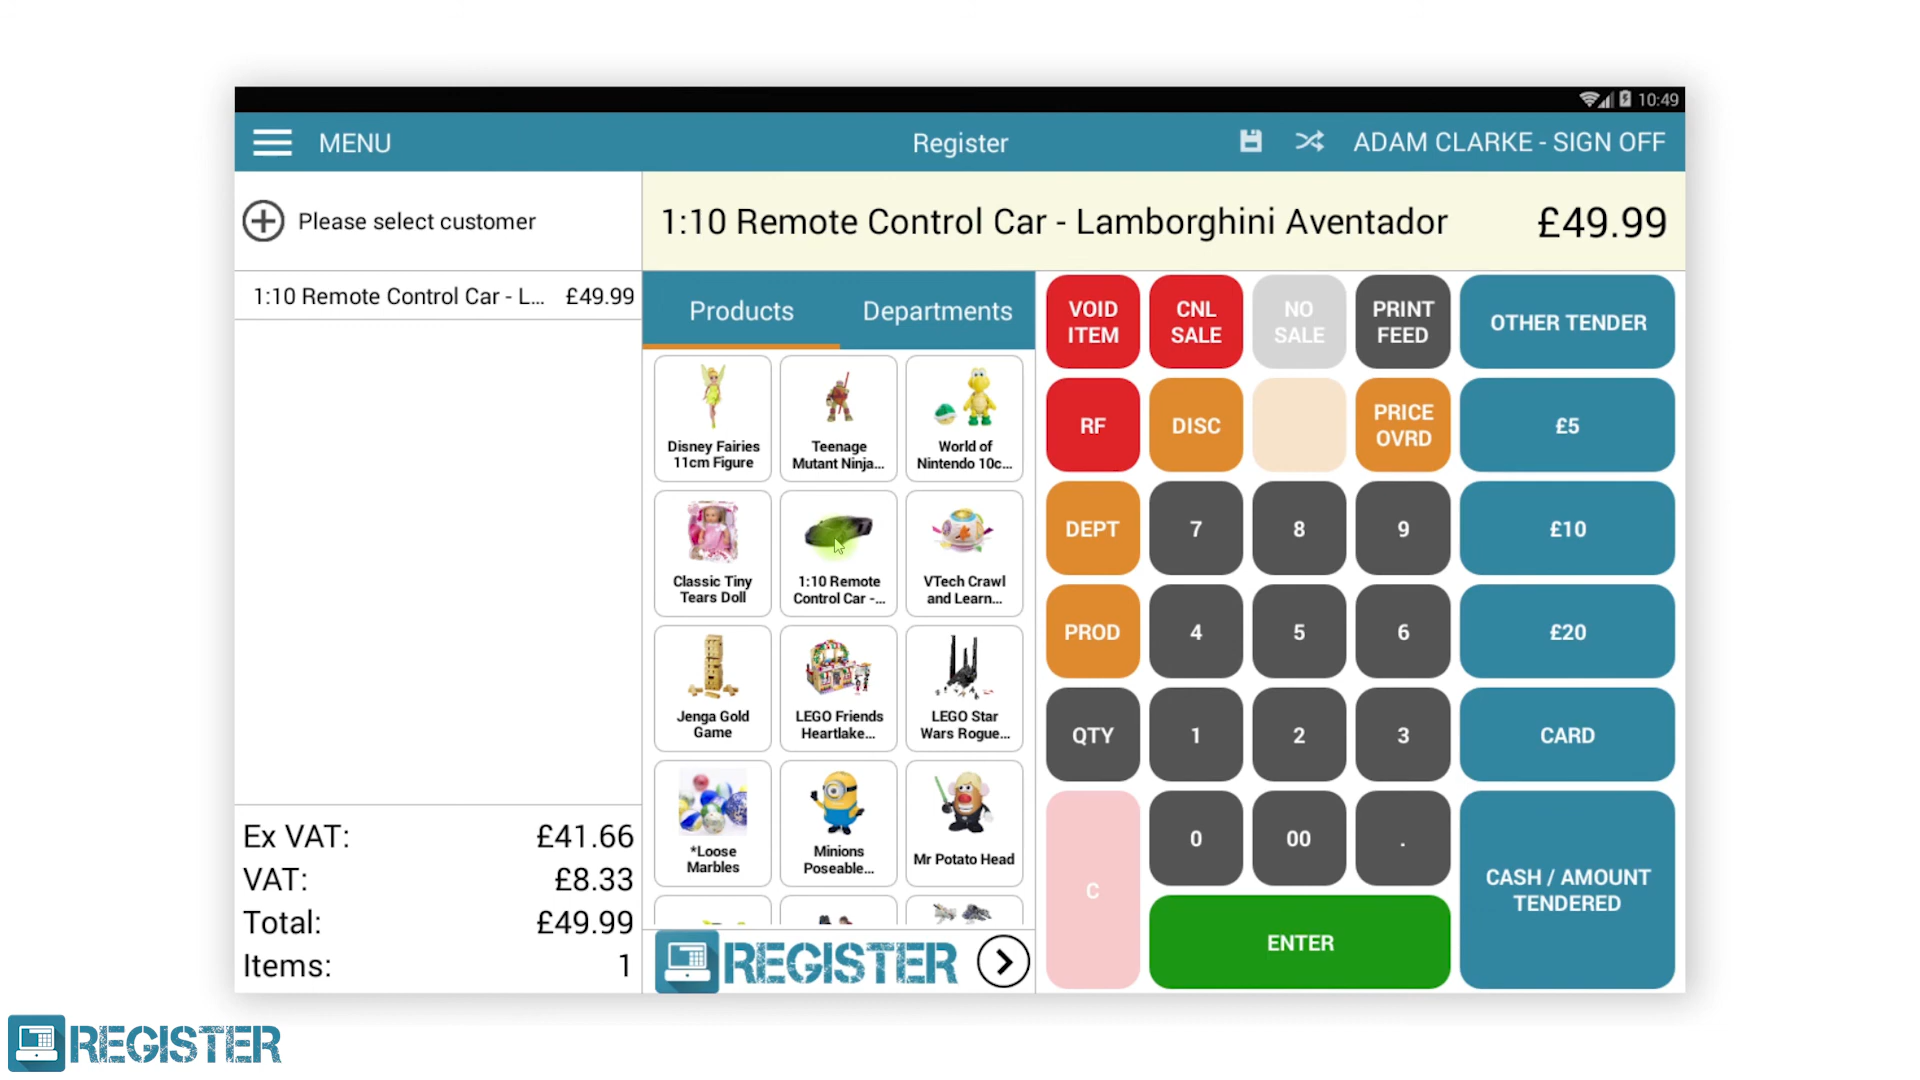 10:49
MENU
Register
ADAM CLARKE - SIGN OFF
Please select customer
1:10 Remote Control Car - Lamborghini Aventador £49.99
1:10 Remote Control Car - L... £49.99
Products
Departments
Disney Fairies
11cm Figure
Teenage
Mutant Ninja...
World of
Nintendo 10c...
Classic Tiny
Tears Doll
1:10 Remote
Control Car -...
VTech Crawl
and Learn...
Jenga Gold
Game
LEGO Friends
Heartlake...
LEGO Star
Wars Rogue...
*Loose
Marbles
Minions
Poseable...
Mr Potato Head
REGISTER
VOID
ITEM
CNL
SALE
NO
SALE
PRINT
FEED
OTHER TENDER
RF
DISC
PRICE
OVRD
£5
DEPT
7
8
9
£10
PROD
4
5
6
£20
QTY
1
2
3
CARD
C
0
00
.
CASH / AMOUNT
TENDERED
ENTER
Ex VAT: £41.66
VAT: £8.33
Total: £49.99
Items: 1
REGISTER